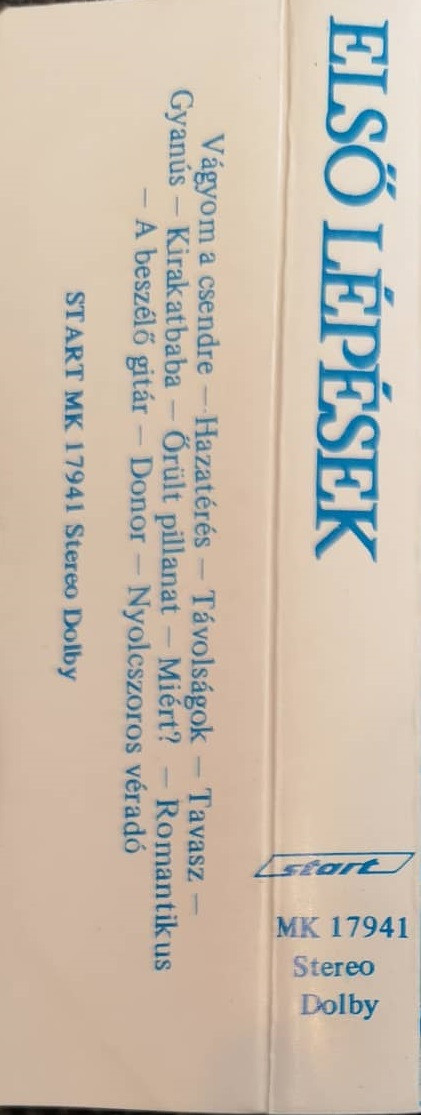 ELSŐ LÉPÉSEK
start
MK 17941
Stereo
Dolby
Vágyom a csendre – Hazatérés – Távolságok – Tavasz –
Gyanús – Kirakatbaba – Őrült pillanat – Miért? – Romantikus
– A beszélő gitár – Donor – Nyolcszoros véradó
START MK 17941 Stereo Dolby